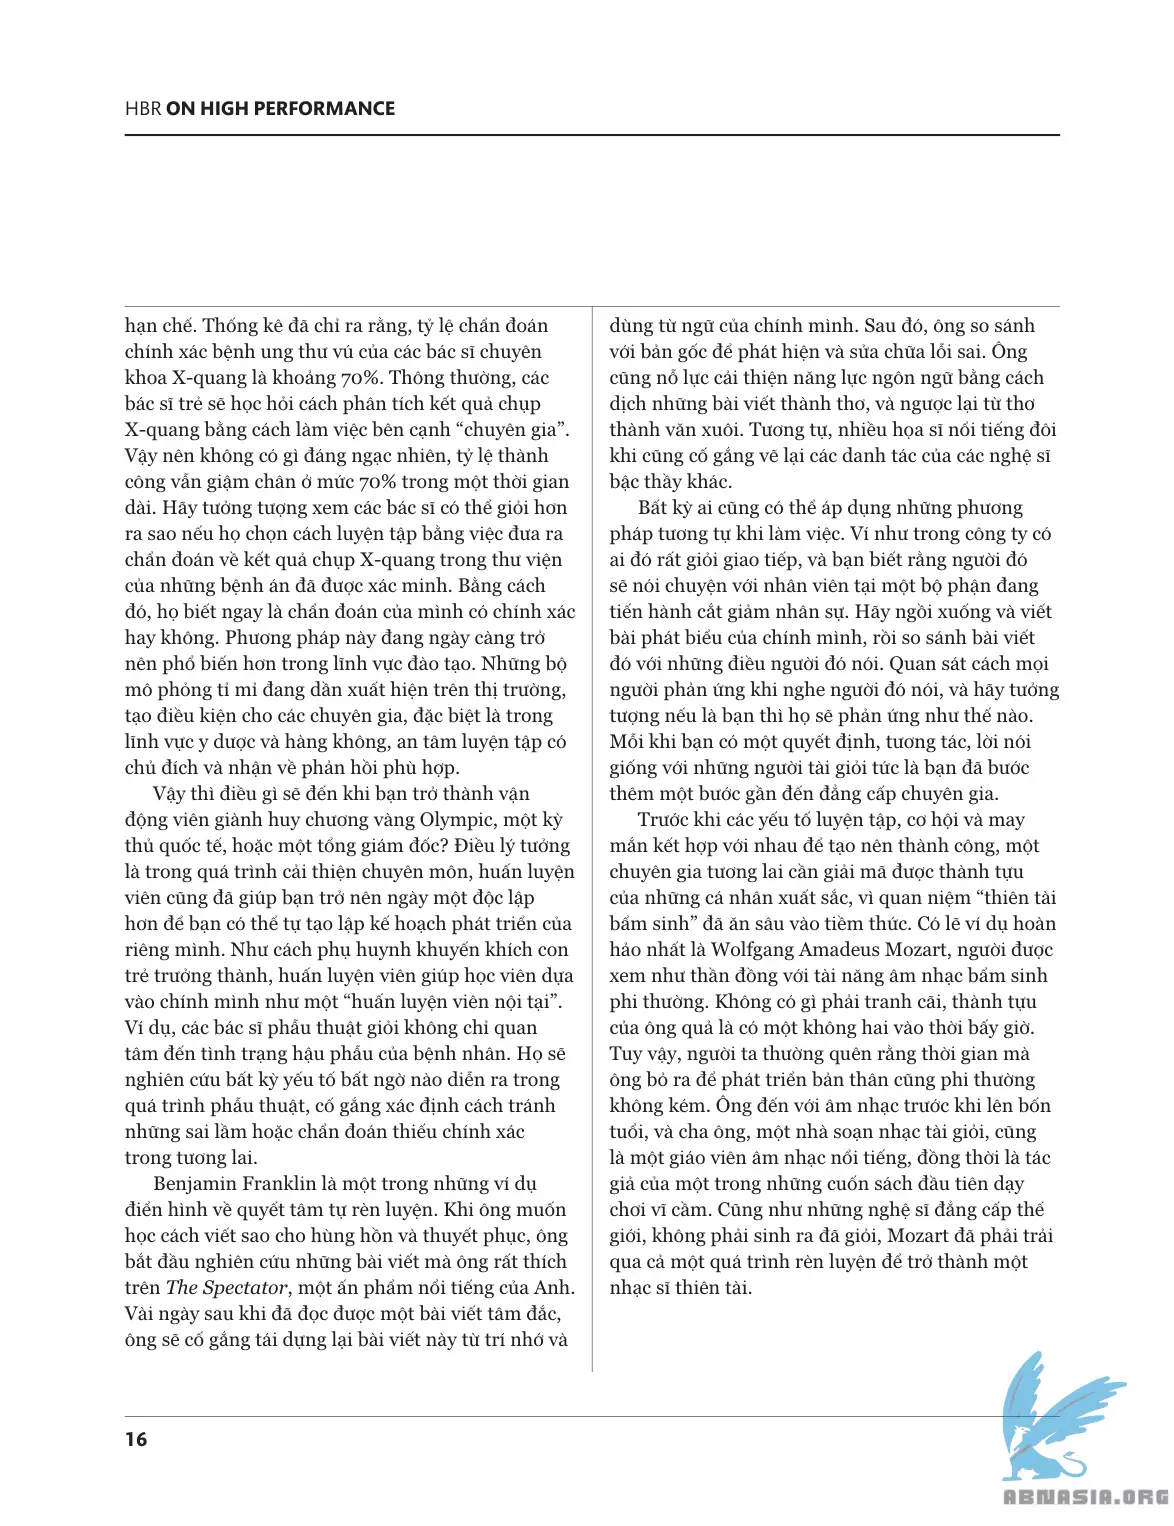 HBR ON HIGH PERFORMANCE
hạn chế. Thống kê đã chỉ ra rằng, tỷ lệ chẩn đoán
chính xác bệnh ung thư vú của các bác sĩ chuyên
khoa X-quang là khoảng 70%. Thông thường, các
bác sĩ trẻ sẽ học hỏi cách phân tích kết quả chụp
X-quang bằng cách làm việc bên cạnh “chuyên gia”.
Vậy nên không có gì đáng ngạc nhiên, tỷ lệ thành
công vẫn giậm chân ở mức 70% trong một thời gian
dài. Hãy tưởng tượng xem các bác sĩ có thể giỏi hơn
ra sao nếu họ chọn cách luyện tập bằng việc đưa ra
chẩn đoán về kết quả chụp X-quang trong thư viện
của những bệnh án đã được xác minh. Bằng cách
đó, họ biết ngay là chẩn đoán của mình có chính xác
hay không. Phương pháp này đang ngày càng trở
nên phổ biến hơn trong lĩnh vực đào tạo. Những bộ
mô phỏng tỉ mỉ đang dần xuất hiện trên thị trường,
tạo điều kiện cho các chuyên gia, đặc biệt là trong
lĩnh vực y dược và hàng không, an tâm luyện tập có
chủ đích và nhận về phản hồi phù hợp.
Vậy thì điều gì sẽ đến khi bạn trở thành vận
động viên giành huy chương vàng Olympic, một kỳ
thủ quốc tế, hoặc một tổng giám đốc? Điều lý tưởng
là trong quá trình cải thiện chuyên môn, huấn luyện
viên cũng đã giúp bạn trở nên ngày một độc lập
hơn để bạn có thể tự tạo lập kế hoạch phát triển của
riêng mình. Như cách phụ huynh khuyến khích con
trẻ trưởng thành, huấn luyện viên giúp học viên dựa
vào chính mình như một “huấn luyện viên nội tại”.
Ví dụ, các bác sĩ phẫu thuật giỏi không chỉ quan
tâm đến tình trạng hậu phẫu của bệnh nhân. Họ sẽ
nghiên cứu bất kỳ yếu tố bất ngờ nào diễn ra trong
quá trình phẫu thuật, cố gắng xác định cách tránh
những sai lầm hoặc chẩn đoán thiếu chính xác
trong tương lai.
Benjamin Franklin là một trong những ví dụ
điển hình về quyết tâm tự rèn luyện. Khi ông muốn
học cách viết sao cho hùng hồn và thuyết phục, ông
bắt đầu nghiên cứu những bài viết mà ông rất thích
trên The Spectator, một ấn phẩm nổi tiếng của Anh.
Vài ngày sau khi đã đọc được một bài viết tâm đắc,
ông sẽ cố gắng tái dựng lại bài viết này từ trí nhớ và
dùng từ ngữ của chính mình. Sau đó, ông so sánh
với bản gốc để phát hiện và sửa chữa lỗi sai. Ông
cũng nỗ lực cải thiện năng lực ngôn ngữ bằng cách
dịch những bài viết thành thơ, và ngược lại từ thơ
thành văn xuôi. Tương tự, nhiều họa sĩ nổi tiếng đôi
khi cũng cố gắng vẽ lại các danh tác của các nghệ sĩ
bậc thầy khác.
Bất kỳ ai cũng có thể áp dụng những phương
pháp tương tự khi làm việc. Ví như trong công ty có
ai đó rất giỏi giao tiếp, và bạn biết rằng người đó
sẽ nói chuyện với nhân viên tại một bộ phận đang
tiến hành cắt giảm nhân sự. Hãy ngồi xuống và viết
bài phát biểu của chính mình, rồi so sánh bài viết
đó với những điều người đó nói. Quan sát cách mọi
người phản ứng khi nghe người đó nói, và hãy tưởng
tượng nếu là bạn thì họ sẽ phản ứng như thế nào.
Mỗi khi bạn có một quyết định, tương tác, lời nói
giống với những người tài giỏi tức là bạn đã bước
thêm một bước gần đến đẳng cấp chuyên gia.
Trước khi các yếu tố luyện tập, cơ hội và may
mắn kết hợp với nhau để tạo nên thành công, một
chuyên gia tương lai cần giải mã được thành tựu
của những cá nhân xuất sắc, vì quan niệm “thiên tài
bẩm sinh” đã ăn sâu vào tiềm thức. Có lẽ ví dụ hoàn
hảo nhất là Wolfgang Amadeus Mozart, người được
xem như thần đồng với tài năng âm nhạc bẩm sinh
phi thường. Không có gì phải tranh cãi, thành tựu
của ông quả là có một không hai vào thời bấy giờ.
Tuy vậy, người ta thường quên rằng thời gian mà
ông bỏ ra để phát triển bản thân cũng phi thường
không kém. Ông đến với âm nhạc trước khi lên bốn
tuổi, và cha ông, một nhà soạn nhạc tài giỏi, cũng
là một giáo viên âm nhạc nổi tiếng, đồng thời là tác
giả của một trong những cuốn sách đầu tiên dạy
chơi vĩ cầm. Cũng như những nghệ sĩ đẳng cấp thế
giới, không phải sinh ra đã giỏi, Mozart đã phải trải
qua cả một quá trình rèn luyện để trở thành một
nhạc sĩ thiên tài.
16
ABNASIA.ORG